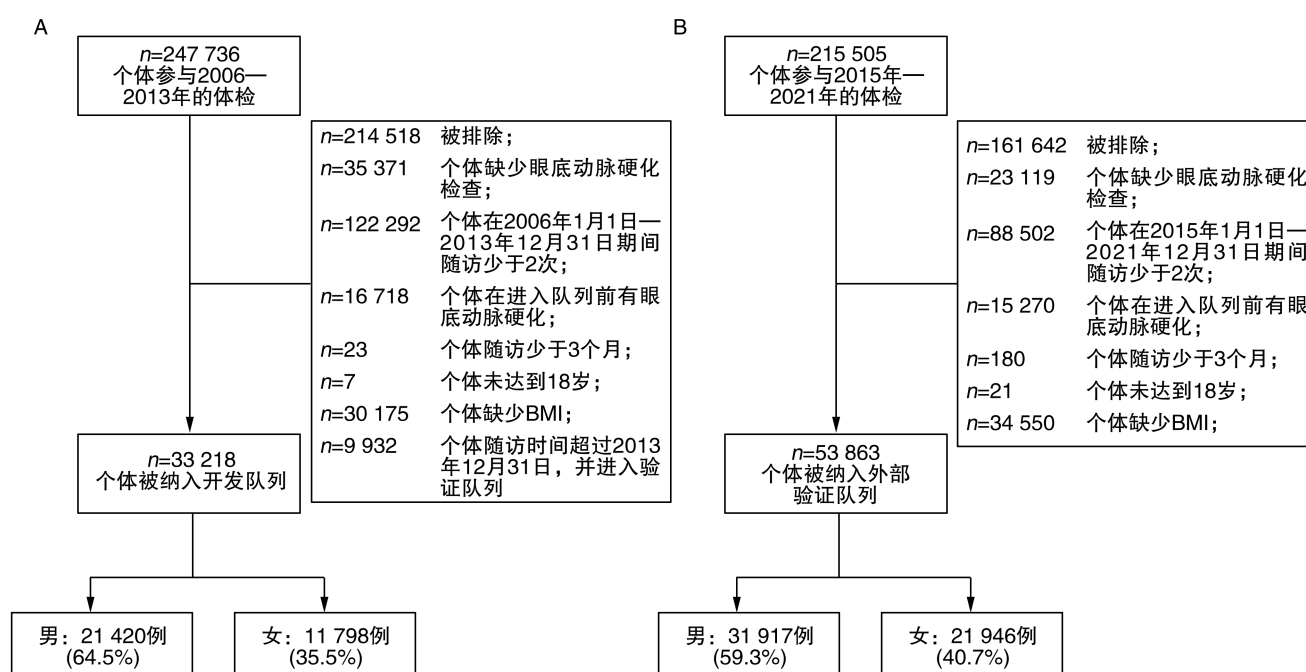 A
n=247 736
个体参与2006—
2013年的体检
n=214 518 被排除；
n=35 371 个体缺少眼底动脉硬化
检查；
n=122 292 个体在2006年1月1日—
2013年12月31日期间
随访少于2次；
n=16 718 个体在进入队列前有眼
底动脉硬化；
n=23 个体随访少于3个月；
n=7 个体未达到18岁；
n=30 175 个体缺少BMI；
n=9 932 个体随访时间超过2013
年12月31日，并进入验
证队列
n=33 218
个体被纳入开发队列
男：21 420例
(64.5%)
女：11 798例
(35.5%)
B
n=215 505
个体参与2015年—
2021年的体检
n=161 642 被排除；
n=23 119 个体缺少眼底动脉硬化
检查；
n=88 502 个体在2015年1月1日—
2021年12月31日期间
随访少于2次；
n=15 270 个体在进入队列前有眼
底动脉硬化；
n=180 个体随访少于3个月；
n=21 个体未达到18岁；
n=34 550 个体缺少BMI；
n=53 863
个体被纳入外部
验证队列
男：31 917例
(59.3%)
女：21 946例
(40.7%)